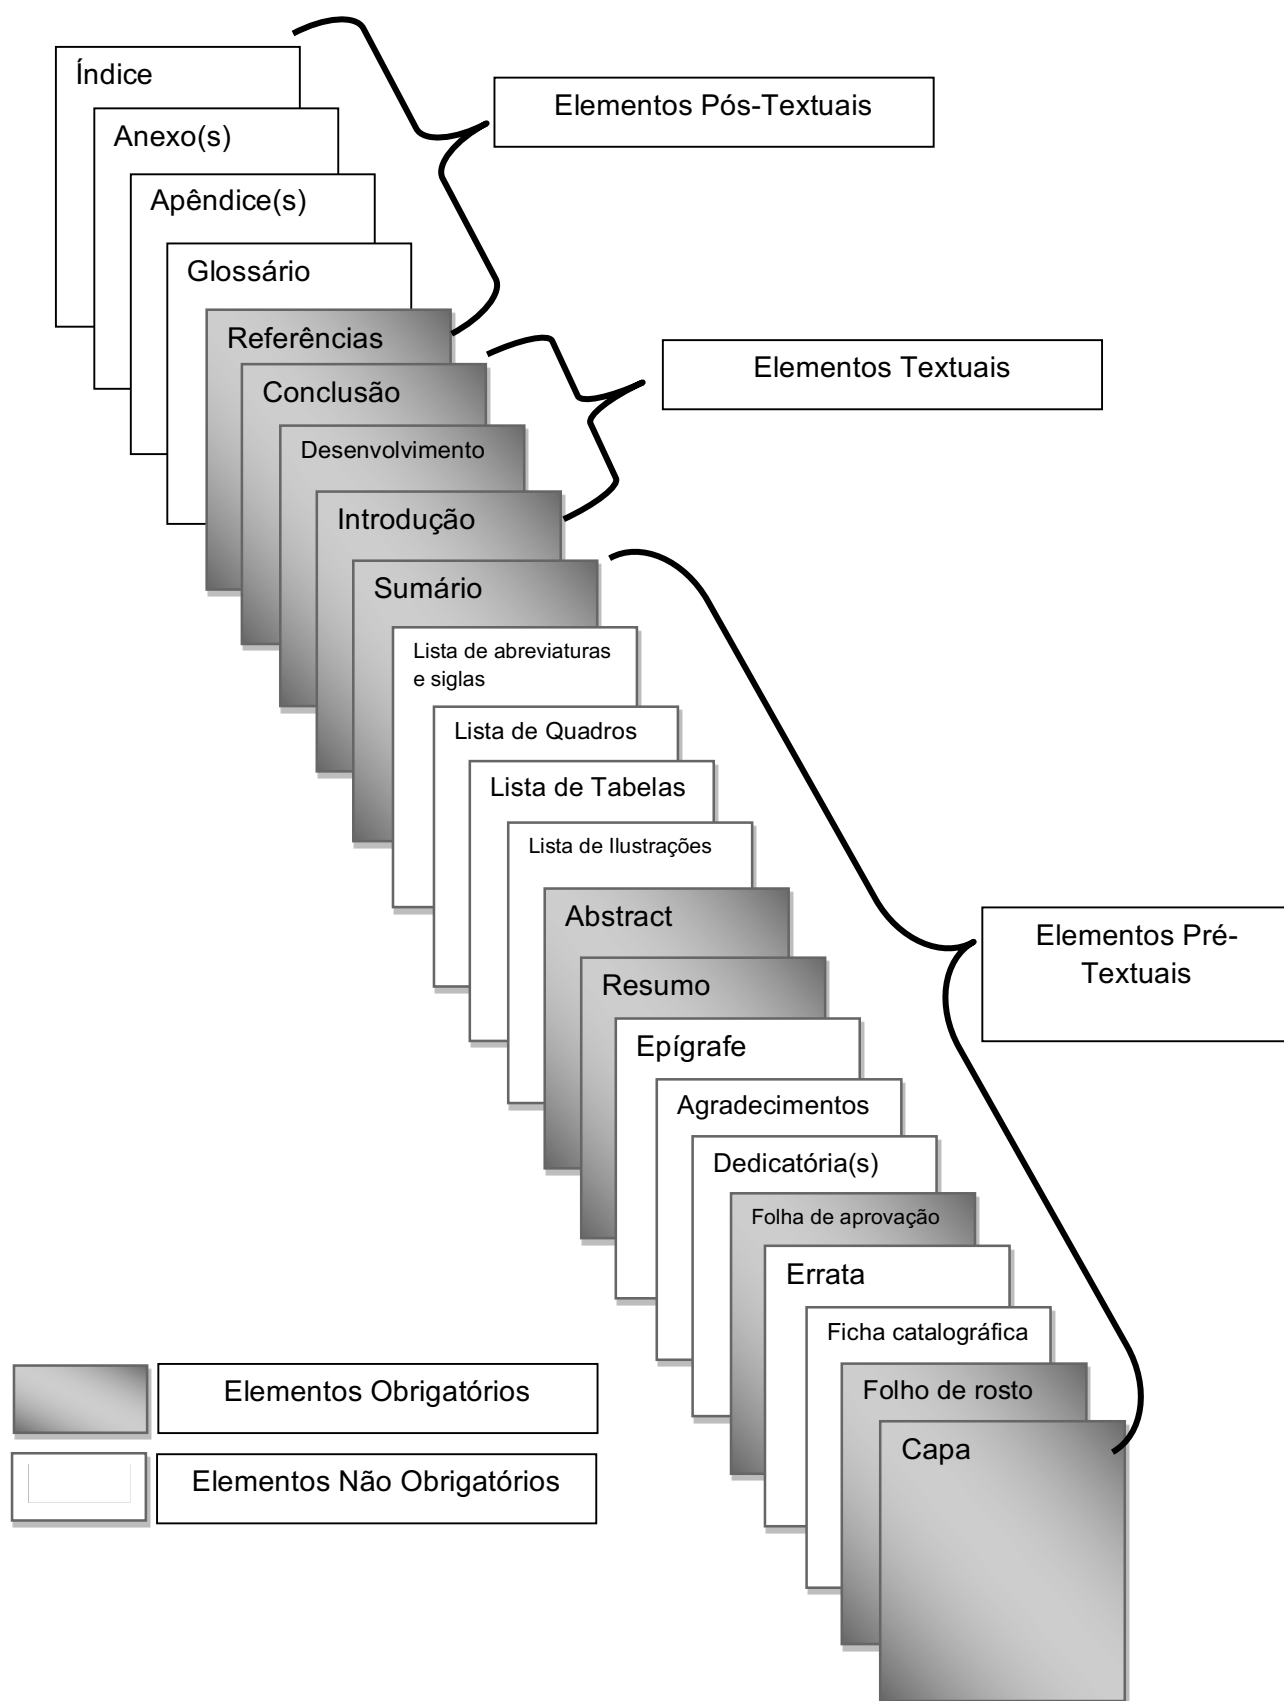 Índice
Elementos Pós-Textuais
Anexo(s)
Apêndice(s)
Glossário
Referências
Elementos Textuais
Conclusão
Desenvolvimento
Introdução
Sumário
Lista de abreviaturas
e siglas
Lista de Quadros
Lista de Tabelas
Lista de Ilustrações
Abstract
Elementos Pré-
Textuais
Resumo
Epígrafe
Agradecimentos
Dedicatória(s)
Folha de aprovação
Errata
Ficha catalográfica
Folho de rosto
Capa
Elementos Obrigatórios
Elementos Não Obrigatórios